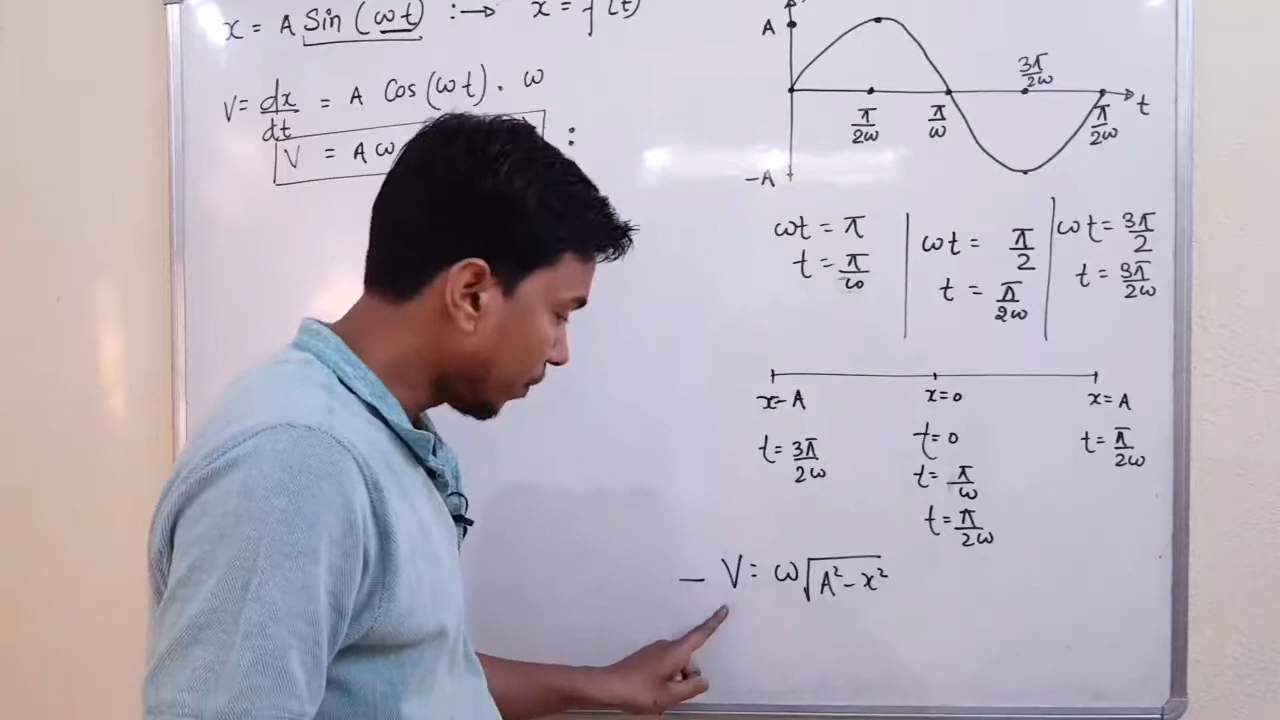 x = A Sin (ωt) :→ x = f(t)
V = dx/dt = A Cos(ωt) . ω
V = Aω :
A
-A
π/2ω
π/ω
3π/2ω
π/2ω
t
ωt = π
t = π/ω
ωt = π/2
t = π/2ω
ωt = 3π/2
t = 3π/2ω
x-A x=0 x=A
t=3π/2ω t=0 t=π/2ω
t=π/ω
t=π/2ω
– V = ω√(A²-x²)